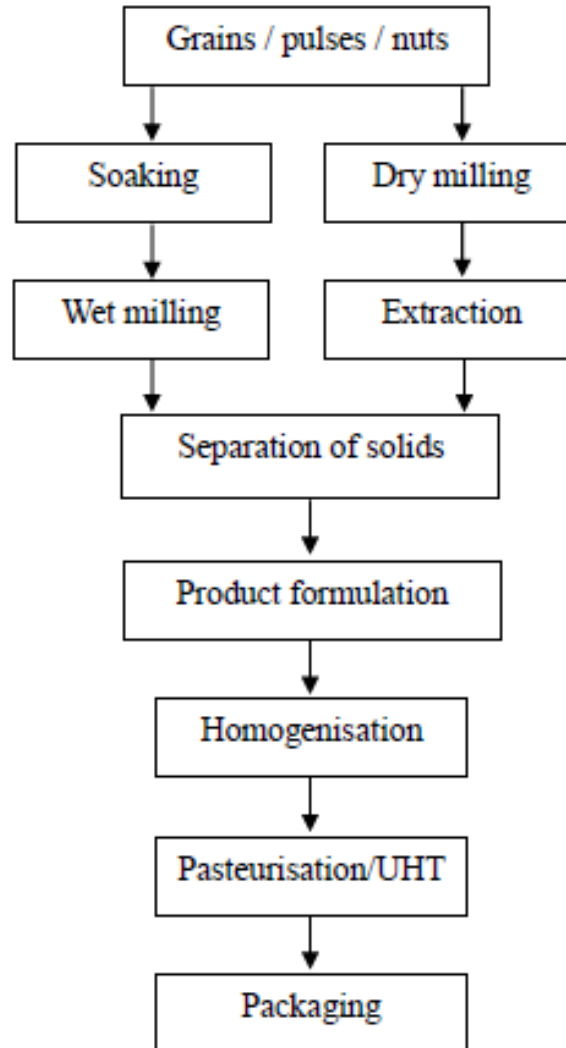 Grains / pulses / nuts
Soaking
Dry milling
Wet milling
Extraction
Separation of solids
Product formulation
Homogenisation
Pasteurisation/UHT
Packaging